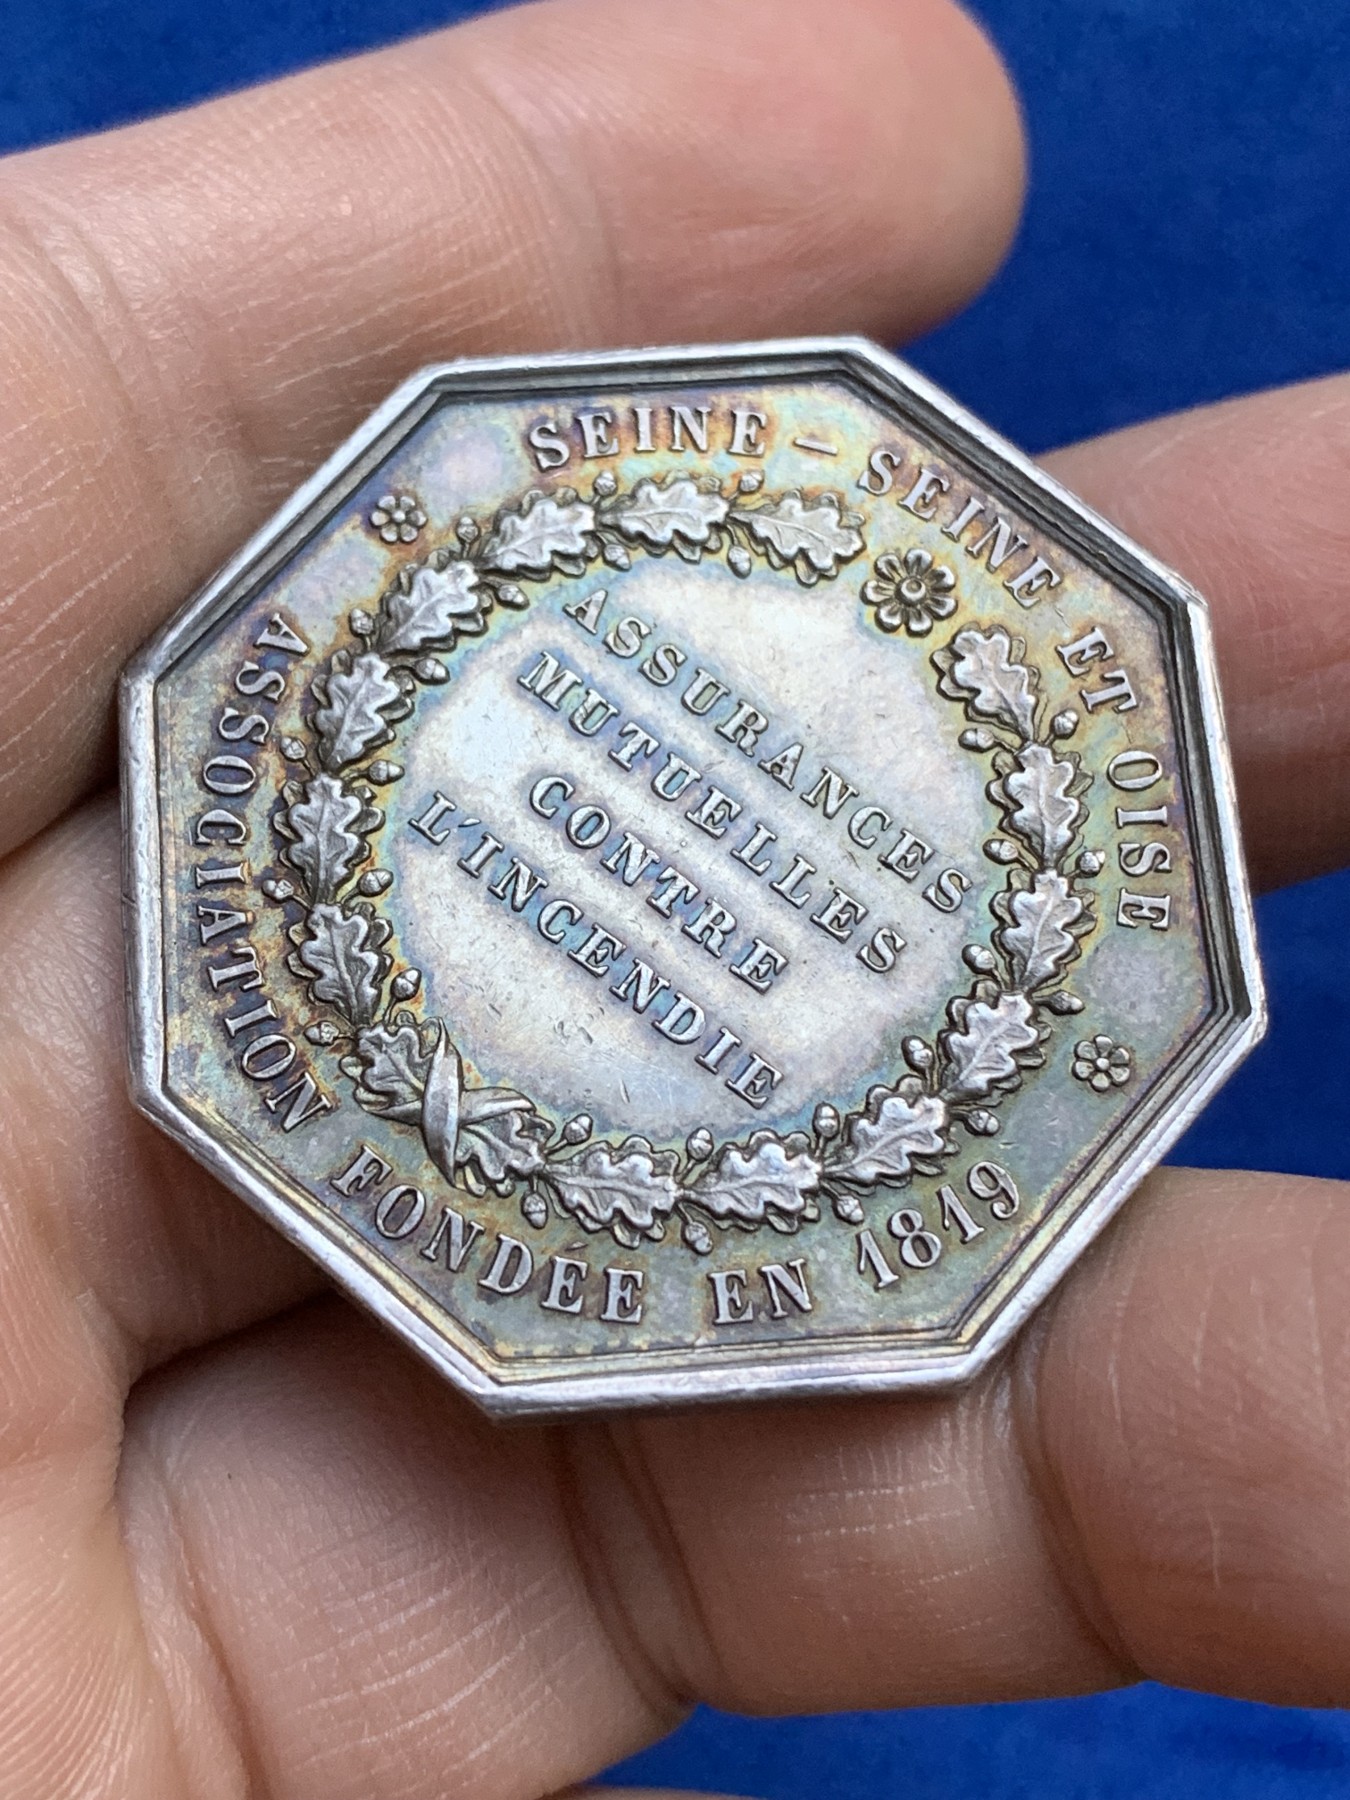 SEINE – SEINE ET OISE
ASSURANCES
MUTUELLES
CONTRE
L'INCENDIE
ASSOCIATION FONDÉE EN 1819